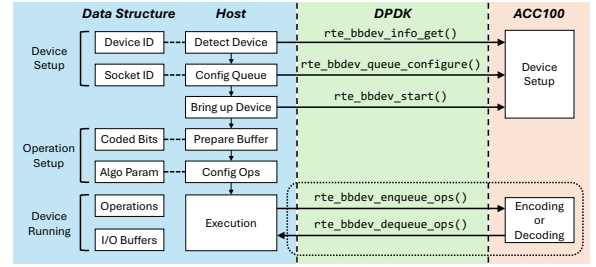 Data Structure Host DPDK ACC100
Device Setup
Device ID Detect Device rte_bbdev_info_get()
Socket ID Config Queue rte_bbdev_queue_configure()
Device Setup
Bring up Device rte_bbdev_start()
Operation Setup
Coded Bits Prepare Buffer
Algo Param Config Ops
Device Running
Operations
I/O Buffers
Execution
rte_bbdev_enqueue_ops()
rte_bbdev_dequeue_ops()
Encoding
or
Decoding